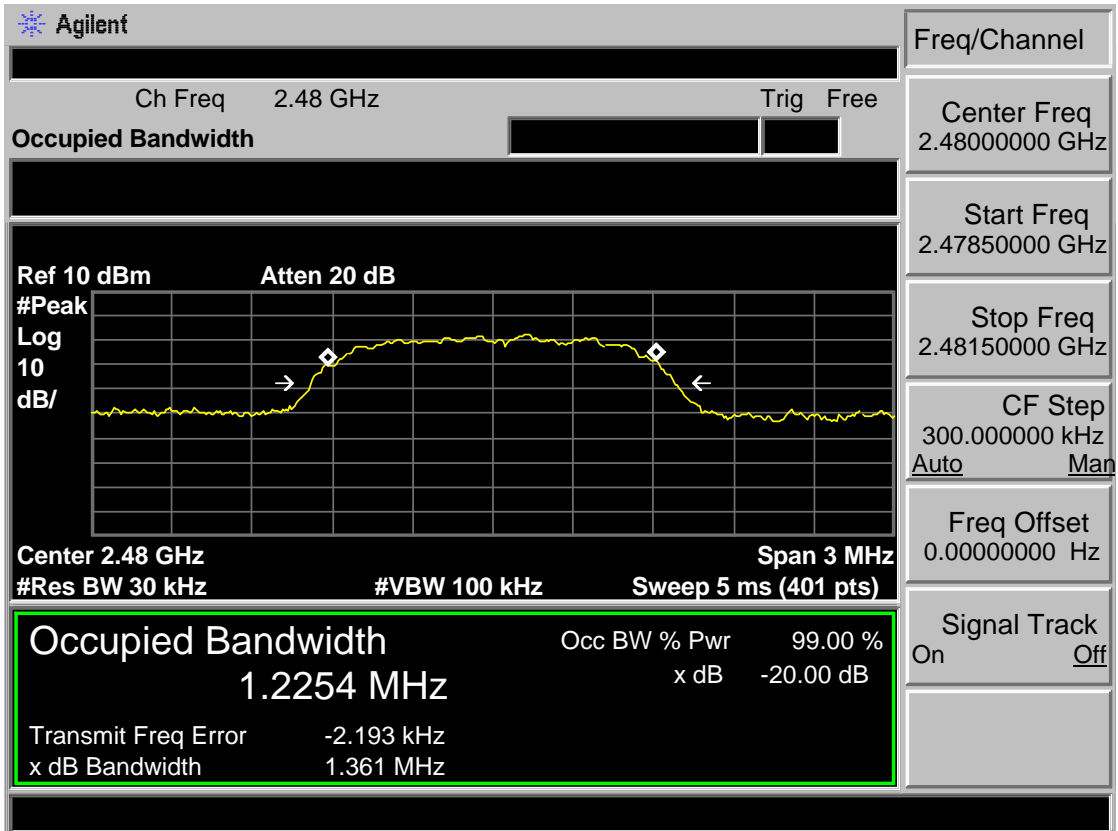 Agilent
Freq/Channel
Ch Freq 2.48 GHz Trig Free
Occupied Bandwidth
Center Freq
2.48000000 GHz
Start Freq
2.47850000 GHz
Stop Freq
2.48150000 GHz
CF Step
300.000000 kHz
Auto Man
Freq Offset
0.00000000 Hz
Signal Track
On Off
Ref 10 dBm Atten 20 dB
#Peak
Log
10
dB/
Center 2.48 GHz Span 3 MHz
#Res BW 30 kHz #VBW 100 kHz Sweep 5 ms (401 pts)
Occupied Bandwidth Occ BW % Pwr 99.00 %
1.2254 MHz x dB -20.00 dB
Transmit Freq Error -2.193 kHz
x dB Bandwidth 1.361 MHz